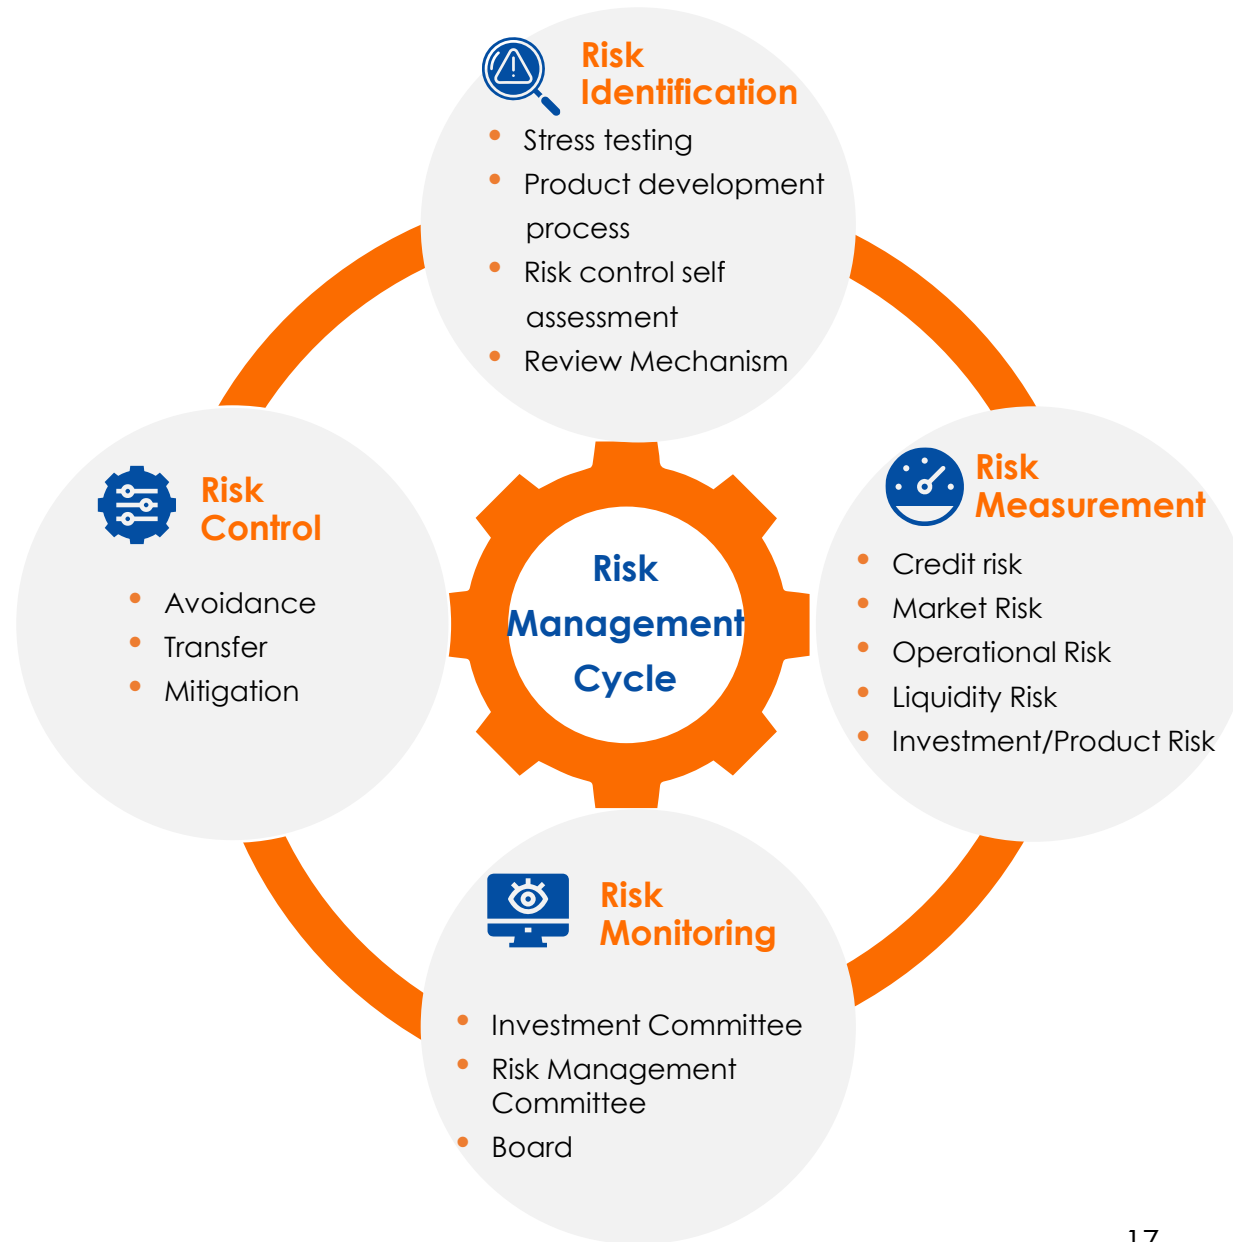 Risk
Identification
• Stress testing
• Product development
process
• Risk control self
assessment
• Review Mechanism
Risk
Measurement
• Credit risk
• Market Risk
• Operational Risk
• Liquidity Risk
• Investment/Product Risk
Risk
Control
• Avoidance
• Transfer
• Mitigation
Risk
Management
Cycle
Risk
Monitoring
• Investment Committee
• Risk Management
Committee
• Board
17